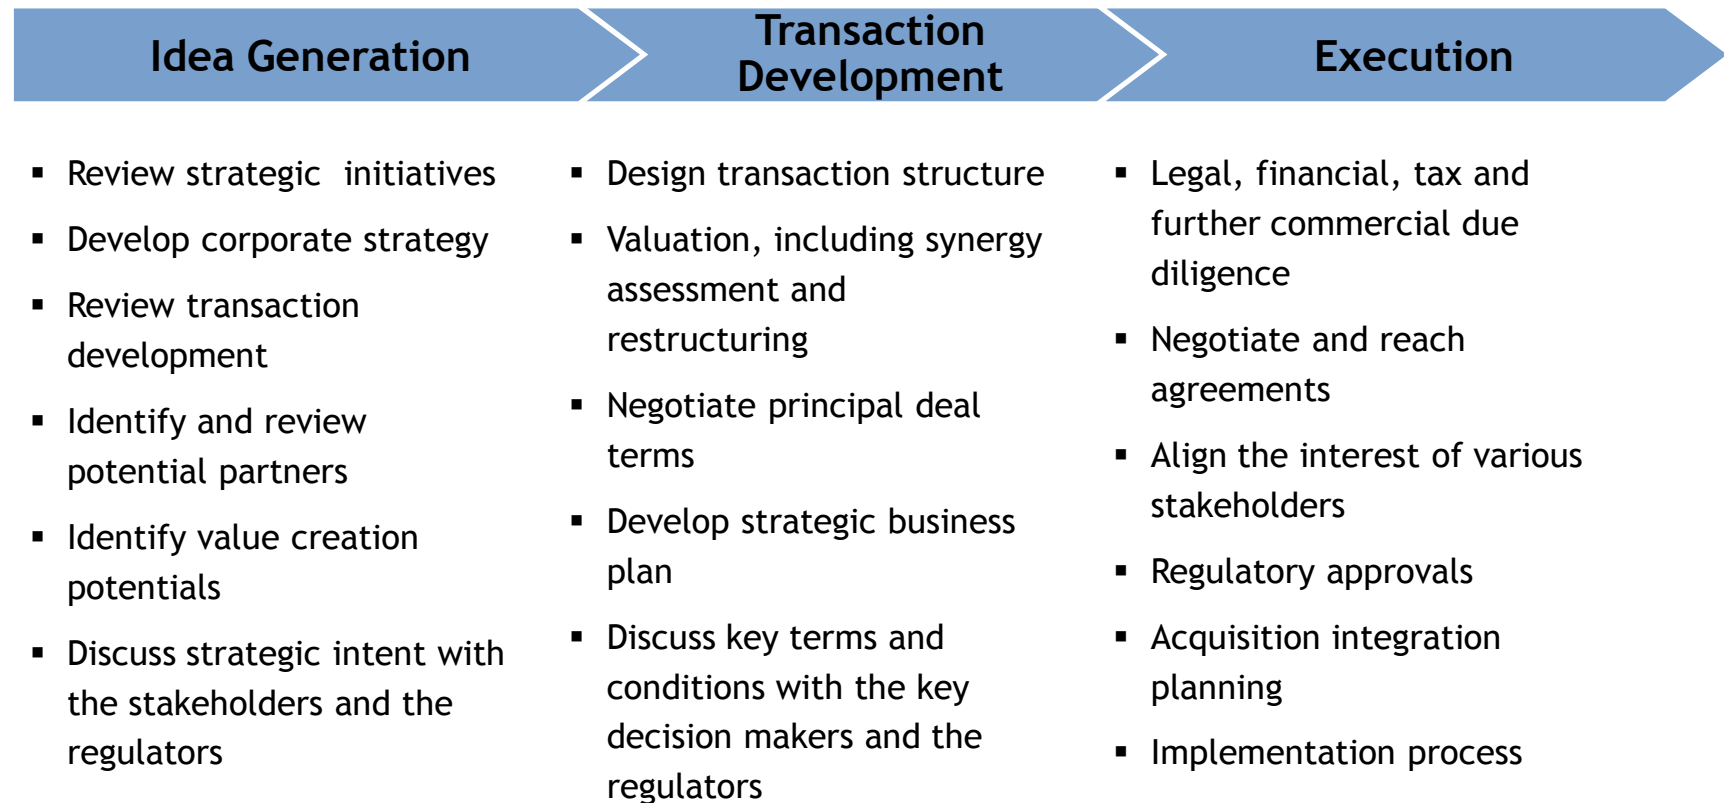 Idea Generation
Transaction
Development
Execution
▪ Review strategic  initiatives
▪ Develop corporate strategy
▪ Review transaction
development
▪ Identify and review
potential partners
▪ Identify value creation
potentials
▪ Discuss strategic intent with
the stakeholders and the
regulators
▪ Design transaction structure
▪ Valuation, including synergy
assessment and
restructuring
▪ Negotiate principal deal
terms
▪ Develop strategic business
plan
▪ Discuss key terms and
conditions with the key
decision makers and the
regulators
▪ Legal, financial, tax and
further commercial due
diligence
▪ Negotiate and reach
agreements
▪ Align the interest of various
stakeholders
▪ Regulatory approvals
▪ Acquisition integration
planning
▪ Implementation process